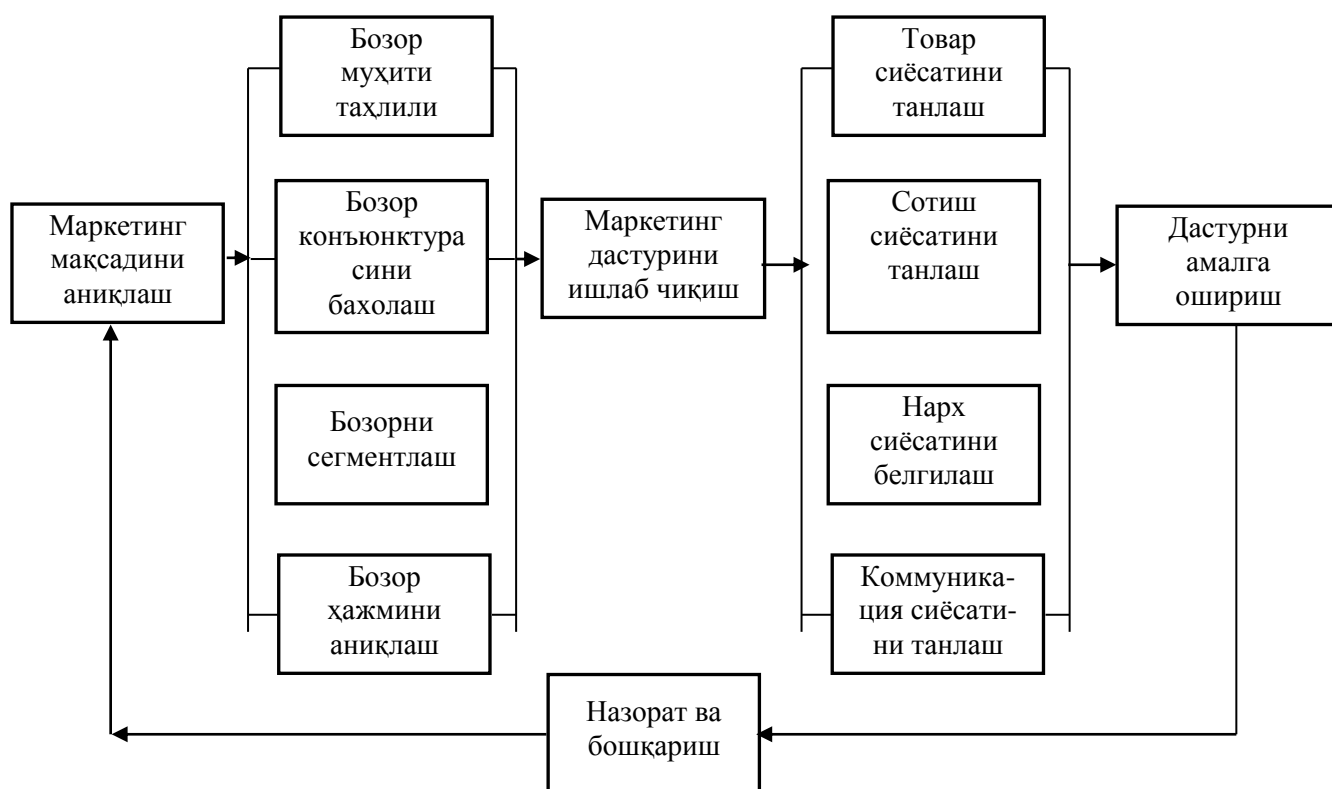 Бозор
муҳити
таҳлили
Товар
сиёсатини
танлаш
Маркетинг
мақсадини
аниқлаш
Бозор
конъюнктура
сини
бахолаш
Маркетинг
дастурини
ишлаб чиқиш
Сотиш
сиёсатини
танлаш
Дастурни
амалга
ошириш
Бозорни
сегментлаш
Нарх
сиёсатини
белгилаш
Бозор
ҳажмини
аниқлаш
Коммуника-
ция сиёсати-
ни танлаш
Назорат ва
бошқариш